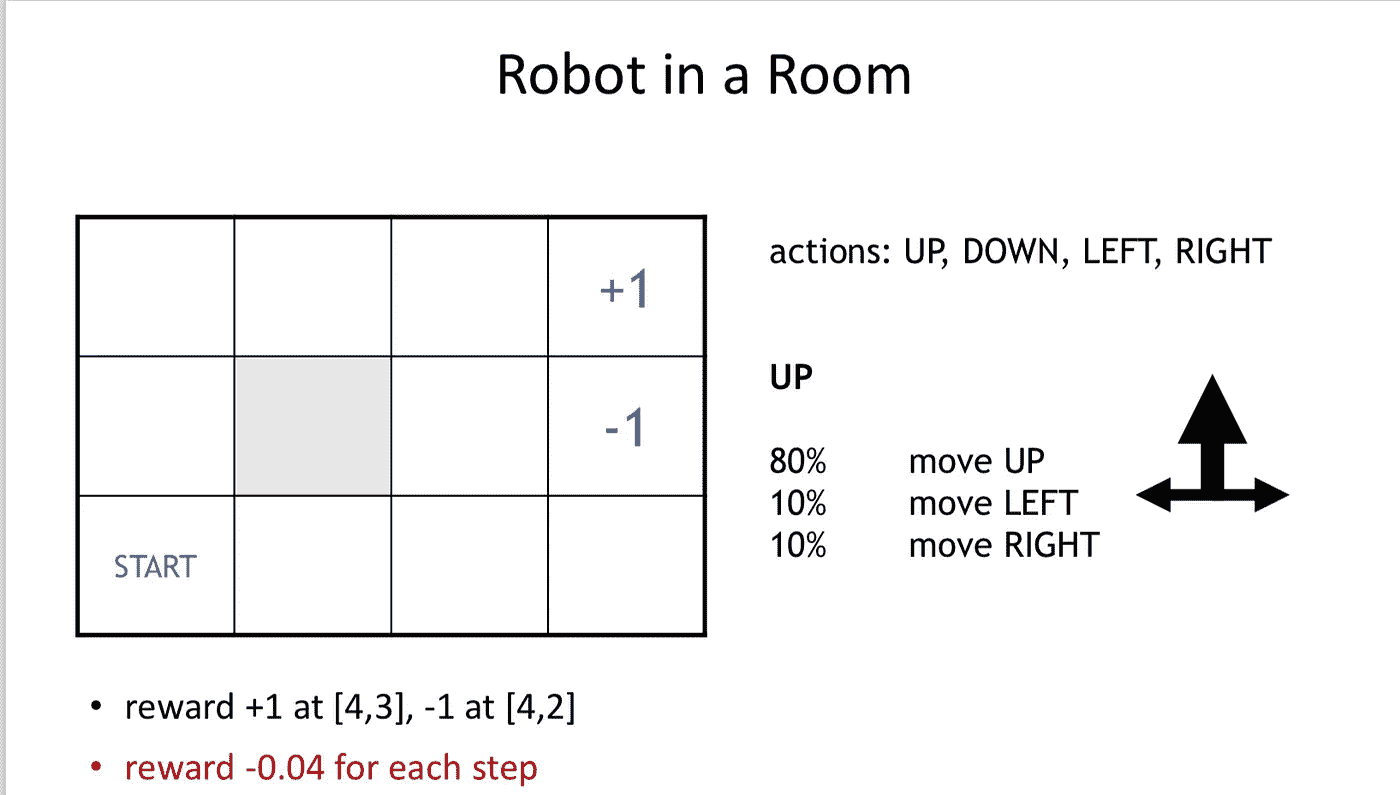 Robot in a Room
+1
-1
START
actions: UP, DOWN, LEFT, RIGHT
UP
80% move UP
10% move LEFT
10% move RIGHT
• reward +1 at [4,3], -1 at [4,2]
• reward -0.04 for each step